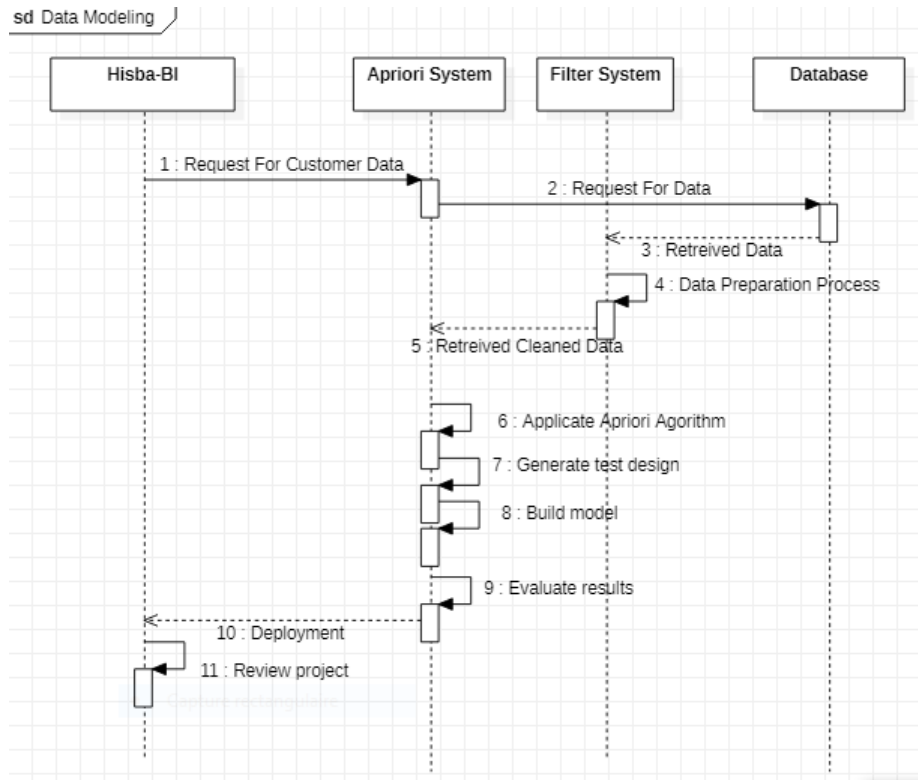 sd Data Modeling
Hisba-BI
Apriori System
Filter System
Database
1 : Request For Customer Data
2 : Request For Data
3 : Retreived Data
4 : Data Preparation Process
5 : Retreived Cleaned Data
6 : Applicate Apriori Agorithm
7 : Generate test design
8 : Build model
9 : Evaluate results
10 : Deployment
11 : Review project
Capture rectangulaire